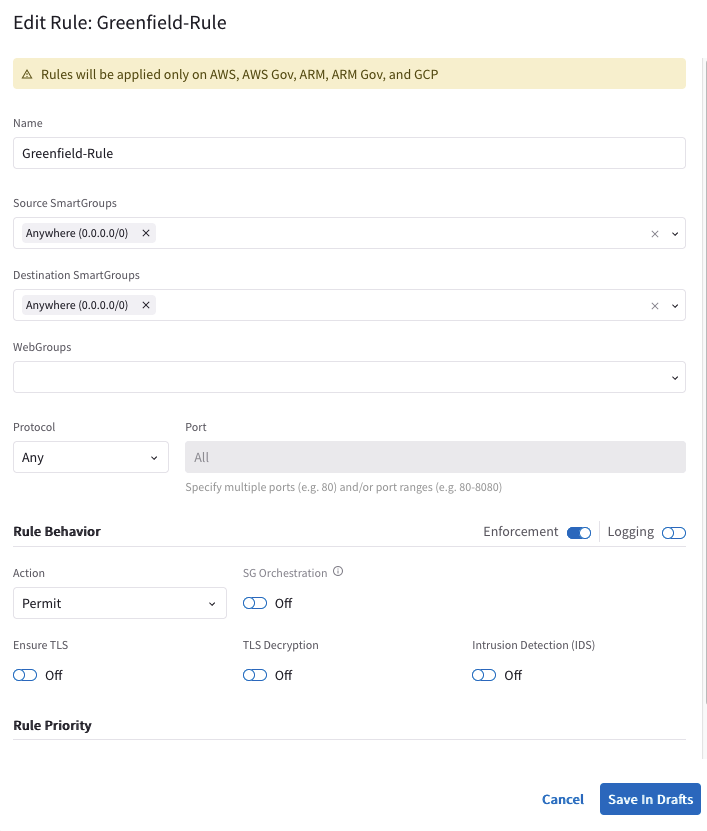 Edit Rule: Greenfield-Rule
Rules will be applied only on AWS, AWS Gov, ARM, ARM Gov, and GCP
Name
Greenfield-Rule
Source SmartGroups
Anywhere (0.0.0.0/0)
Destination SmartGroups
Anywhere (0.0.0.0/0)
WebGroups
Protocol Port
Any All
Specify multiple ports (e.g. 80) and/or port ranges (e.g. 80-8080)
Rule Behavior Enforcement Logging
Action SG Orchestration
Permit Off
Ensure TLS TLS Decryption Intrusion Detection (IDS)
Off Off Off
Rule Priority
Cancel Save In Drafts